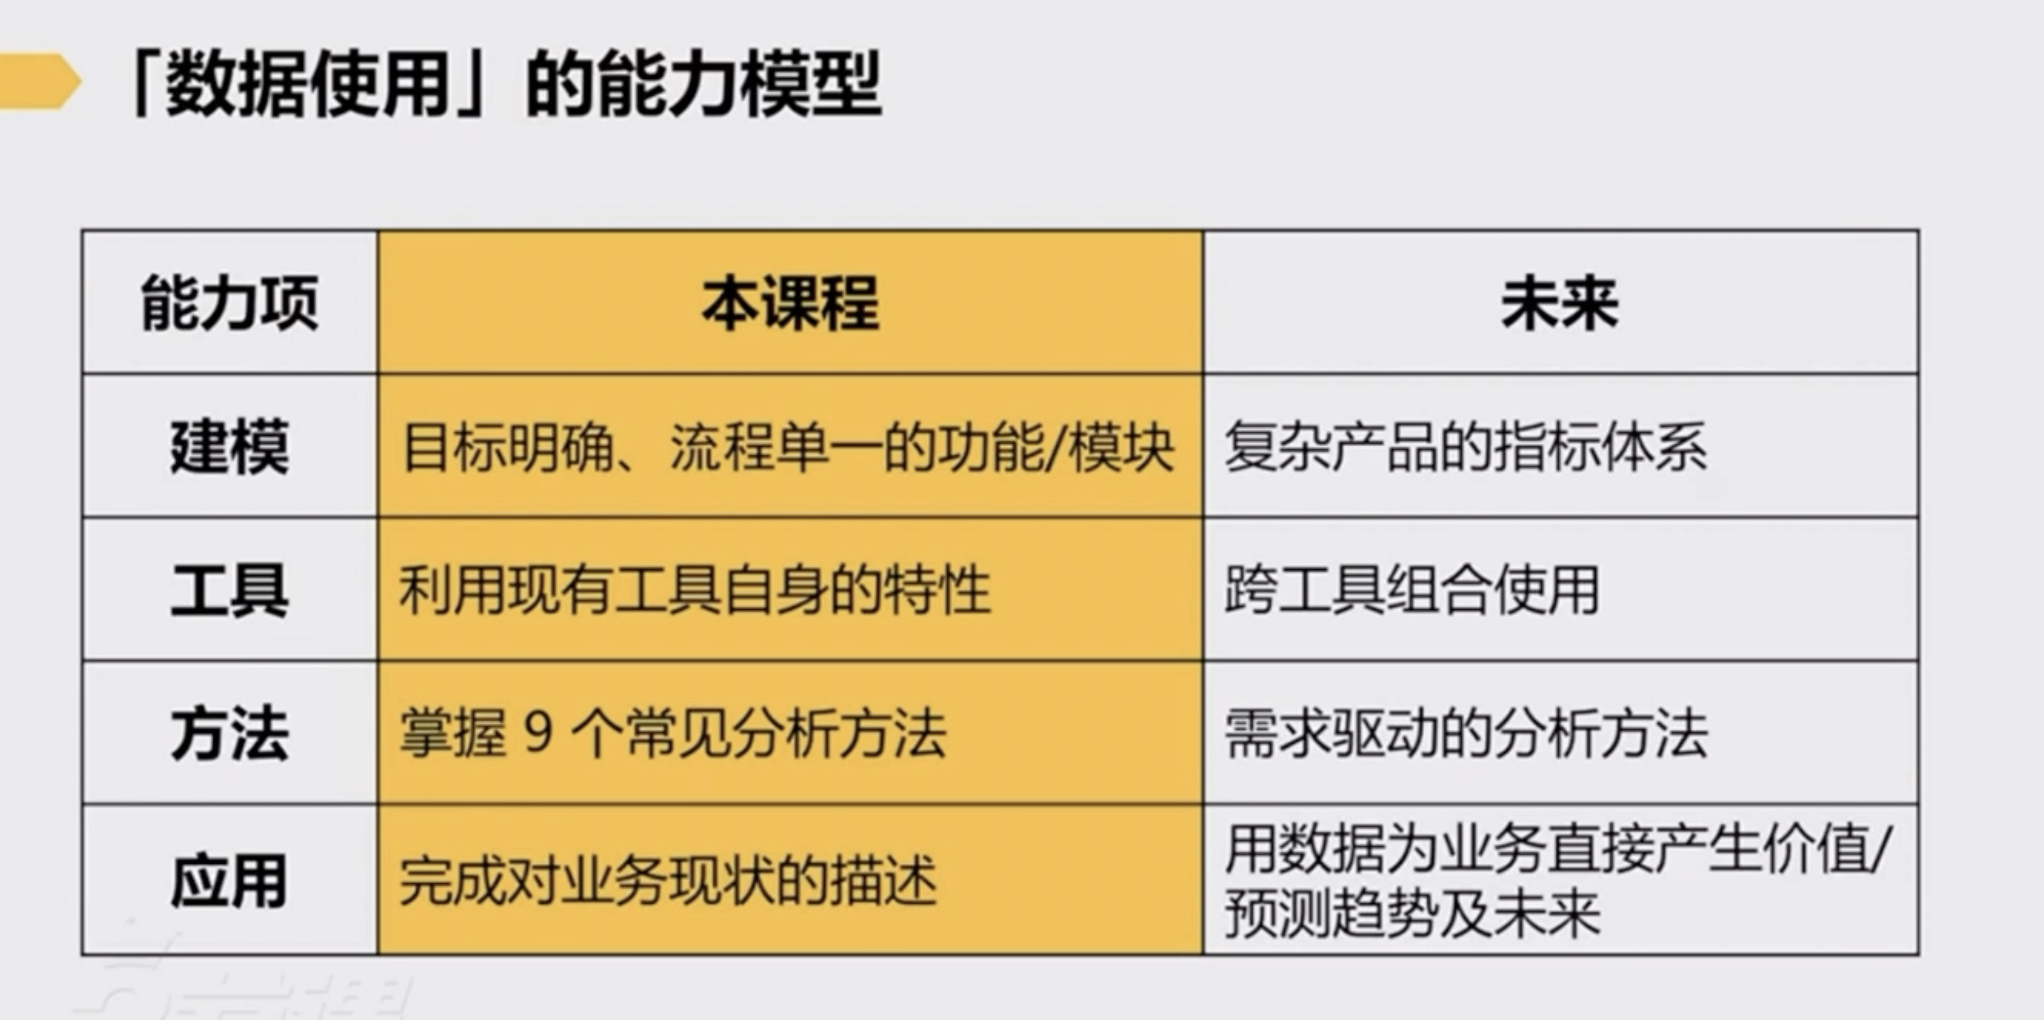 「数据使用」的能力模型
能力项 本课程 未来
建模 目标明确、流程单一的功能/模块 复杂产品的指标体系
工具 利用现有工具自身的特性 跨工具组合使用
方法 掌握 9 个常见分析方法 需求驱动的分析方法
应用 完成对业务现状的描述 用数据为业务直接产生价值/
预测趋势及未来